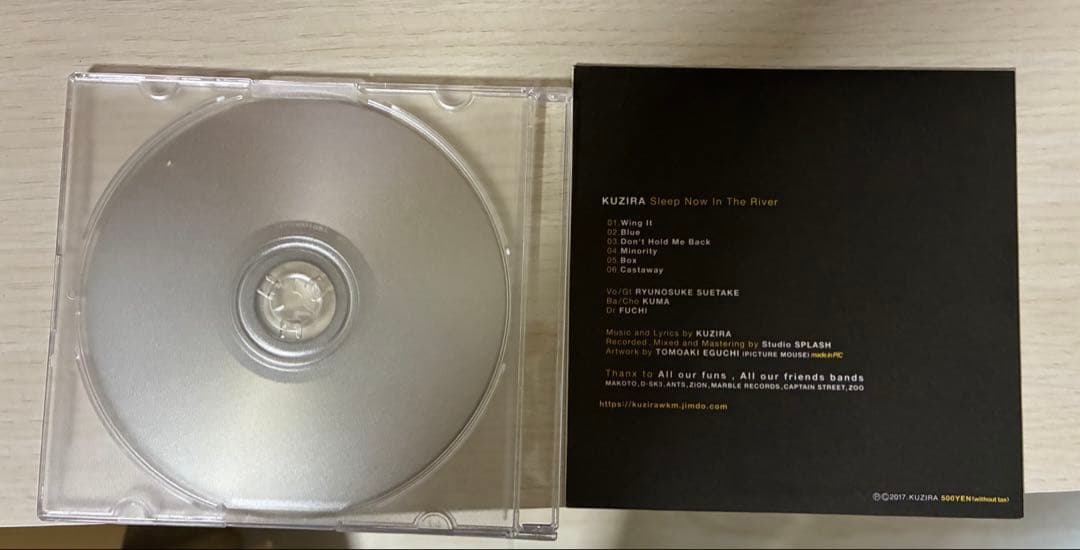 KUZIRA Sleep Now In The River
01.Wing It
02.Blue
03.Don't Hold Me Back
04.Minority
05.Box
06.Castaway
Vo/Gt RYUNOSUKE SUETAKE
Ba/Cho KUMA
Dr FUCHI
Music and Lyrics by KUZIRA
Recorded, Mixed and Mastering by Studio SPLASH
Artwork by TOMOAKI EGUCHI (PICTURE MOUSE) made in PIC
Thanx to All our funs , All our friends bands
MAKOTO,D-SK3,ANTS,ZION,MARBLE RECORDS,CAPTAIN STREET,ZOO
https://kuzirawkm.jimdo.com
ⓅⒸ2017. KUZIRA 500YEN(without tax)